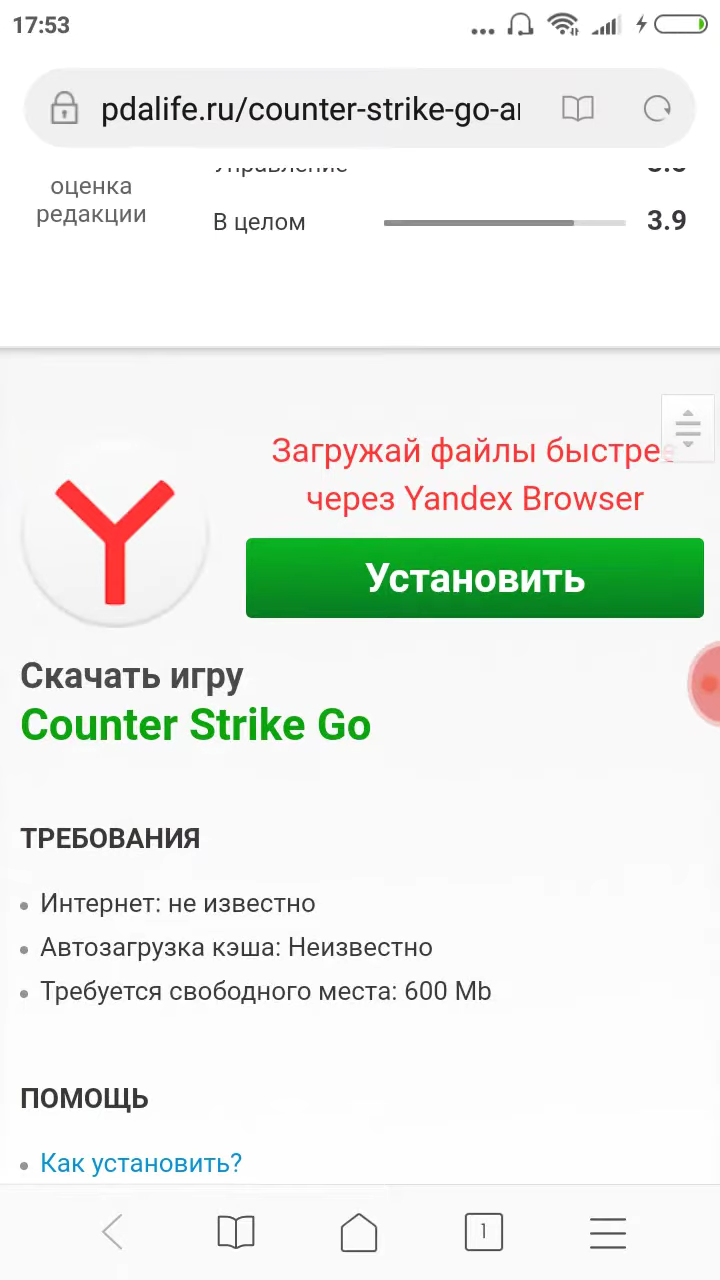 17:53
pdalife.ru/counter-strike-go-a
оценка
редакции
Управление
В целом
3.9
Загружай файлы быстрее
через Yandex Browser
Установить
Скачать игру
Counter Strike Go
ТРЕБОВАНИЯ
Интернет: не известно
Автозагрузка кэша: Неизвестно
Требуется свободного места: 600 Mb
ПОМОЩЬ
Как установить?
1